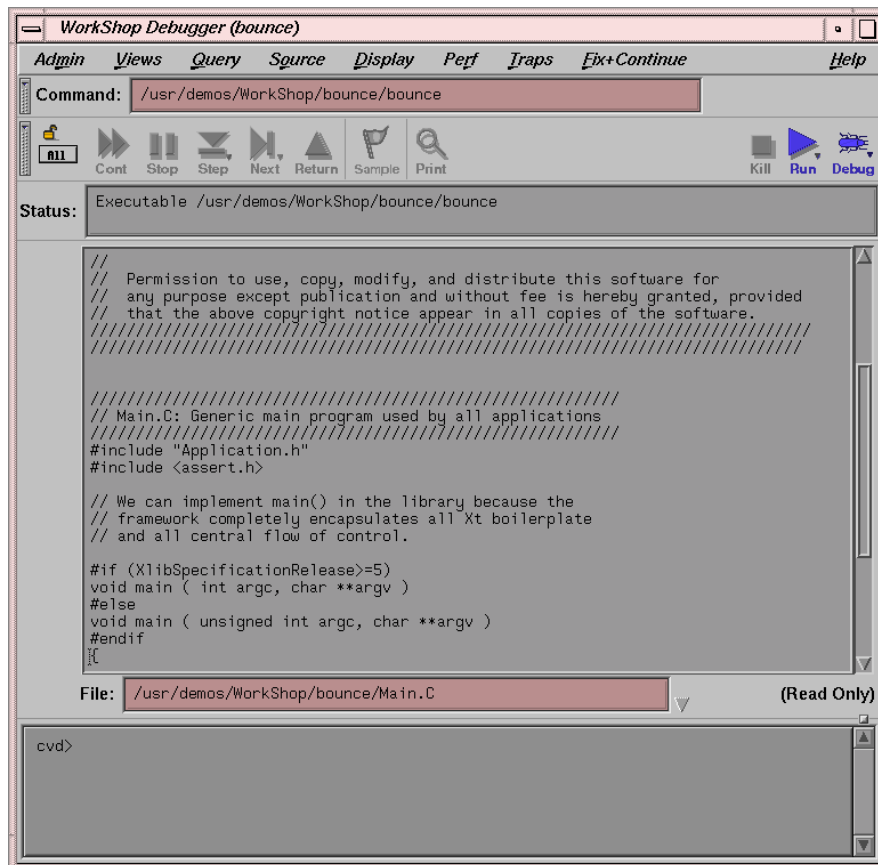 WorkShop Debugger (bounce)
Admin Views Query Source Display Perf Traps Fix+Continue Help
Command: /usr/demos/WorkShop/bounce/bounce
All
Cont Stop Step Next Return Sample Print Kill Run Debug
Status: Executable /usr/demos/WorkShop/bounce/bounce
//
//  Permission to use, copy, modify, and distribute this software for
//  any purpose except publication and without fee is hereby granted, provided
//  that the above copyright notice appear in all copies of the software.
///////////////////////////////////////////////////////////////////////////////
//////////////////////////////////////////////////////////////////////////////
////////////////////////////////////////////////////////// 
// Main.C: Generic main program used by all applications
//////////////////////////////////////////////////////////
#include "Application.h"
#include <assert.h>
// We can implement main() in the library because the
// framework completely encapsulates all Xt boilerplate
// and all central flow of control.
#if (XlibSpecificationRelease>=5)
void main ( int argc, char **argv )
#else
void main ( unsigned int argc, char **argv )
#endif
{
File: /usr/demos/WorkShop/bounce/Main.C (Read Only)
cvd>